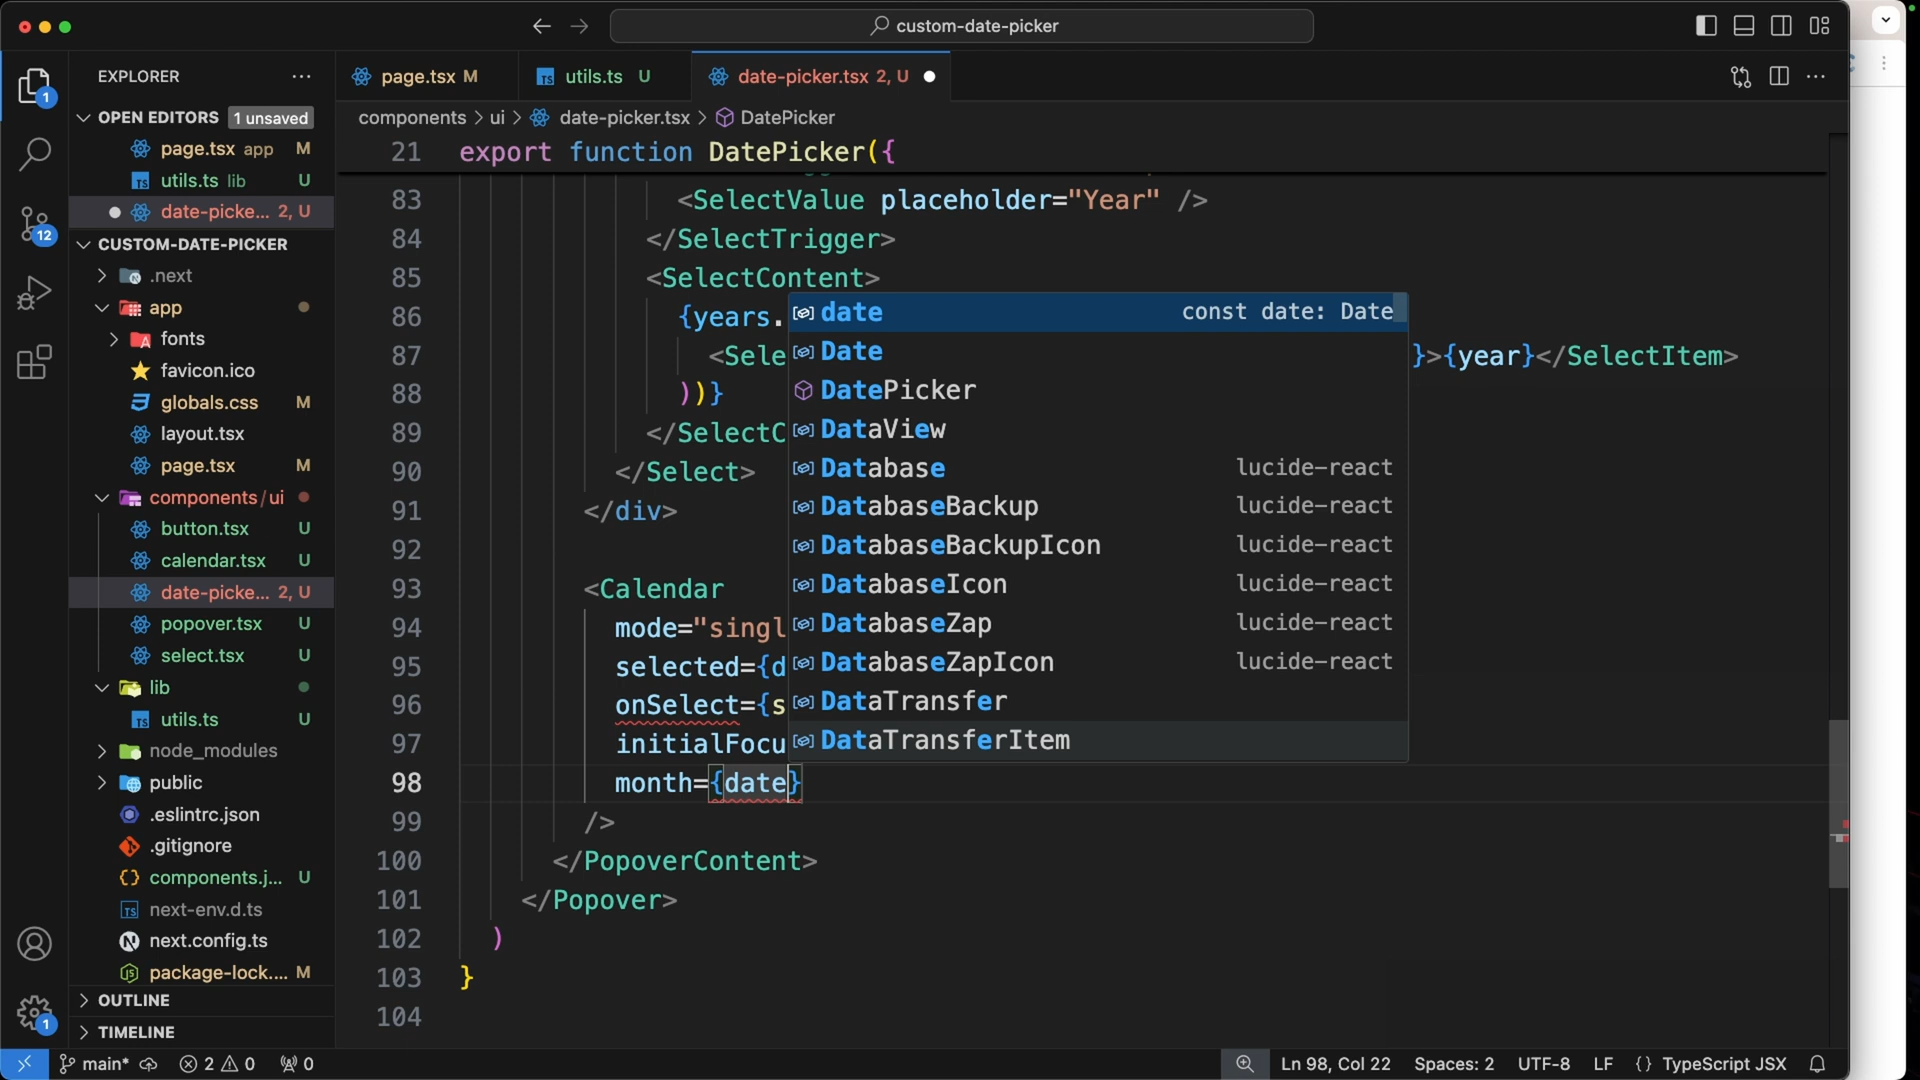 custom-date-picker
EXPLORER
page.tsx M
utils.ts U
date-picker.tsx 2, U
1
OPEN EDITORS 1 unsaved
components > ui > date-picker.tsx > DatePicker
page.tsx app M
21 export function DatePicker({
utils.ts lib U
83 <SelectValue placeholder="Year" />
date-picke... 2, U
84 </SelectTrigger>
12
CUSTOM-DATE-PICKER
85 <SelectContent>
.next
app
86 {years.
date const date: Date
fonts
87 <Sele
Date
}>{year}</SelectItem>
favicon.ico
88 ))}
DatePicker
globals.css M
89 </SelectC
DataView
layout.tsx
90 </Select>
Database lucide-react
page.tsx M
91 </div>
DatabaseBackup lucide-react
components/ui
button.tsx U
92
DatabaseBackupIcon lucide-react
calendar.tsx U
93 <Calendar
DatabaseIcon lucide-react
date-picke... 2, U
94 mode="singl
DatabaseZap lucide-react
popover.tsx U
95 selected={d
DatabaseZapIcon lucide-react
select.tsx U
96 onSelect={s
DataTransfer
lib
utils.ts U
97 initialFocu
DataTransferItem
node_modules
98 month={date}
public
99 />
.eslintrc.json
100 </PopoverContent>
.gitignore
101 </Popover>
components.j... U
102 )
next-env.d.ts
103 }
next.config.ts
package-lock.... M
104
OUTLINE
1
TIMELINE
main* 2 0 0
Ln 98, Col 22 Spaces: 2 UTF-8 LF {} TypeScript JSX